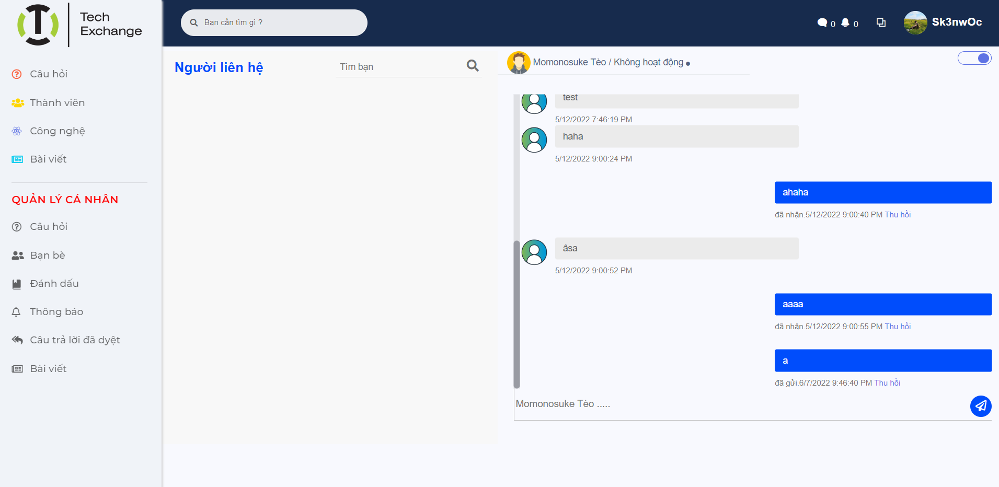 Tech
Exchange
Câu hỏi
Thành viên
Công nghệ
Bài viết
QUẢN LÝ CÁ NHÂN
Câu hỏi
Bạn bè
Đánh dấu
Thông báo
Câu trả lời đã dyệt
Bài viết
Bạn cần tìm gì ?
0 0
Sk3nwOc
Người liên hệ
Tìm bạn
Momonosuke Tèo / Không hoạt động
test
5/12/2022 7:46:19 PM
haha
5/12/2022 9:00:24 PM
ahaha
đã nhận.5/12/2022 9:00:40 PM Thu hồi
âsa
5/12/2022 9:00:52 PM
aaaa
đã nhận.5/12/2022 9:00:55 PM Thu hồi
a
đã gửi.6/7/2022 9:46:40 PM Thu hồi
Momonosuke Tèo .....